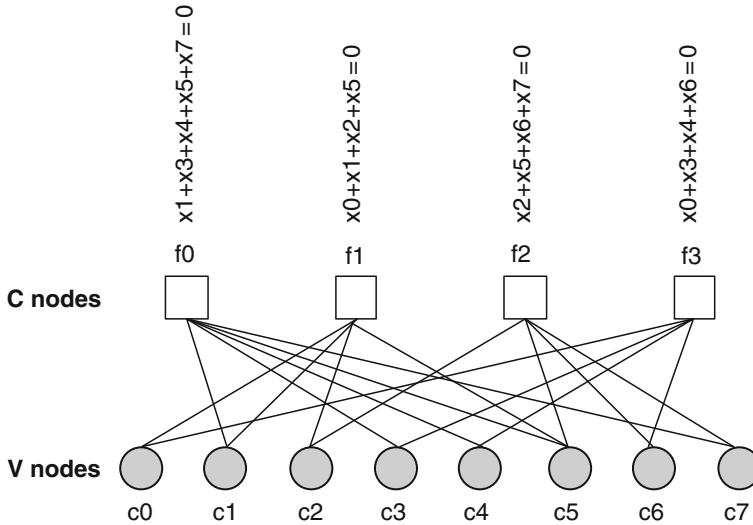 x1+x3+x4+x5+x7 = 0
x0+x1+x2+x5 = 0
x2+x5+x6+x7 = 0
x0+x3+x4+x6 = 0
f0 f1 f2 f3
C nodes
V nodes
c0 c1 c2 c3 c4 c5 c6 c7